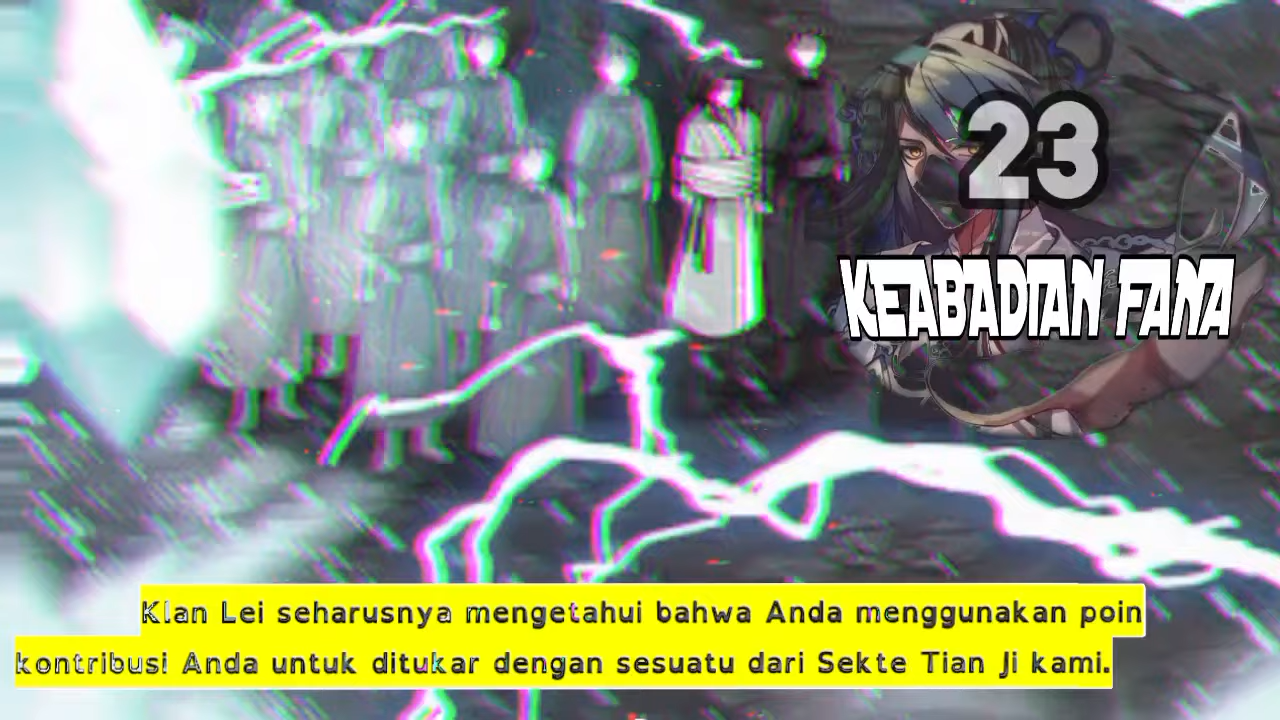 23
KEABADIAN FANA
Klan Lei seharusnya mengetahui bahwa Anda menggunakan poin
kontribusi Anda untuk ditukar dengan sesuatu dari Sekte Tian Ji kami.